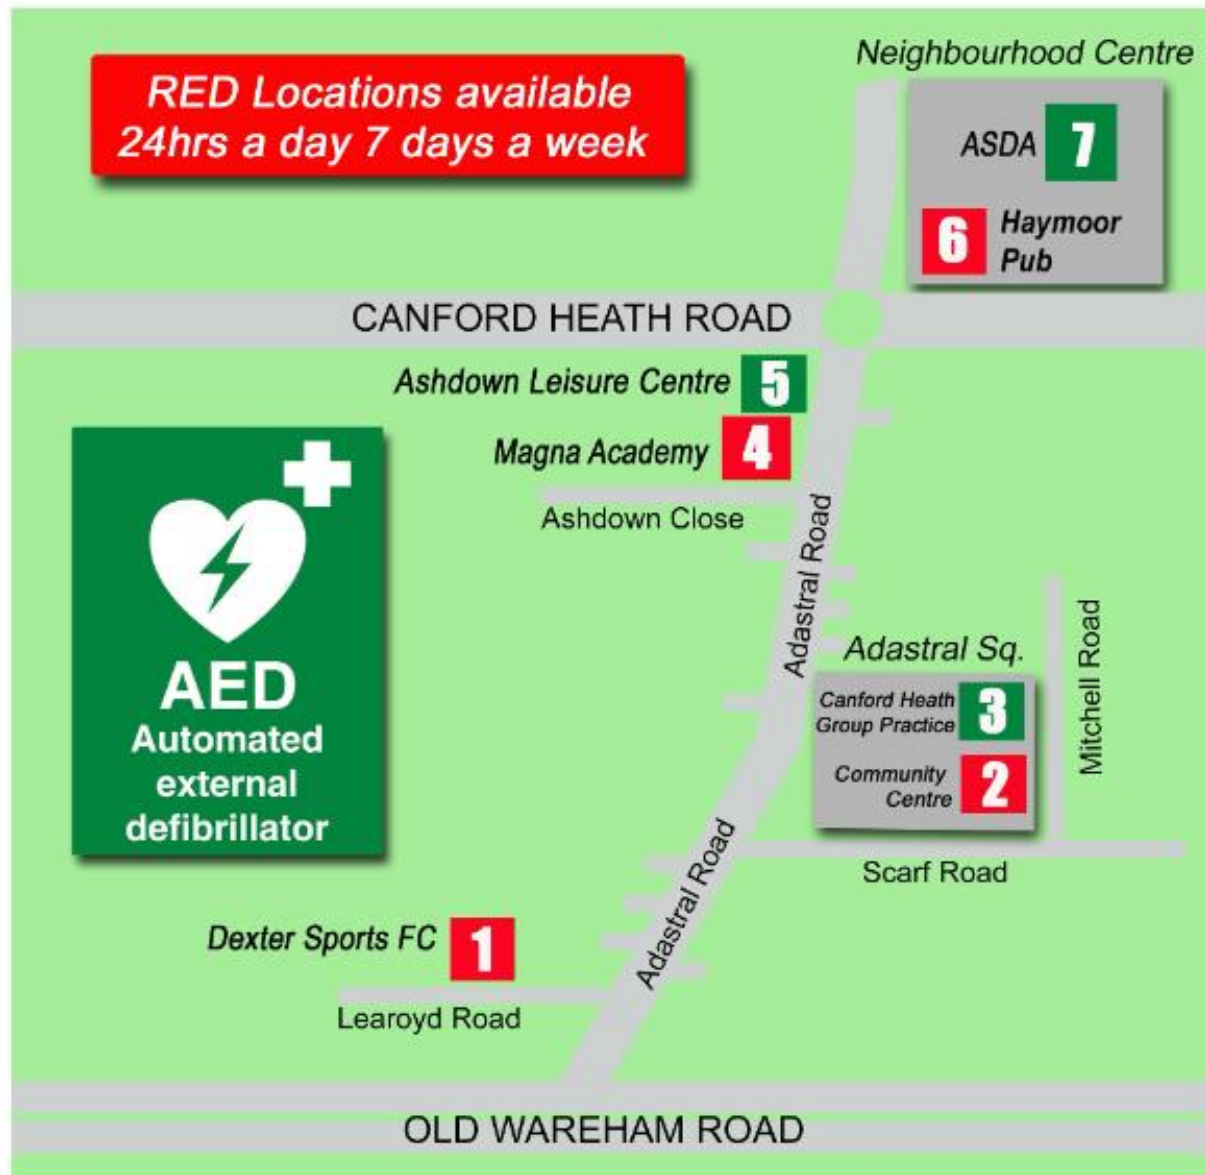 RED Locations available
24hrs a day 7 days a week
Neighbourhood Centre
ASDA 7
6 Haymoor
Pub
CANFORD HEATH ROAD
Ashdown Leisure Centre 5
Magna Academy 4
Ashdown Close
Adastral Road
AED
Automated
external
defibrillator
Adastral Sq.
Canford Heath
Group Practice 3
Community
Centre 2
Mitchell Road
Scarf Road
Adastral Road
Dexter Sports FC 1
Learoyd Road
OLD WAREHAM ROAD